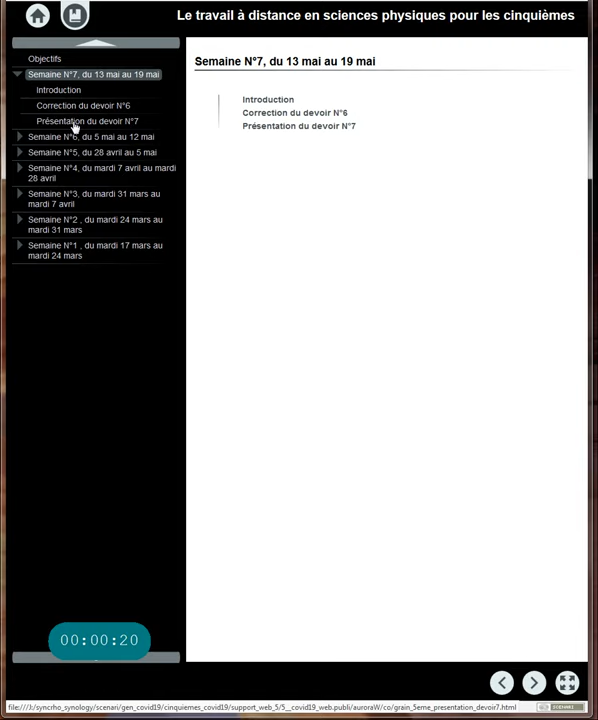 Le travail à distance en sciences physiques pour les cinquièmes
Objectifs
Semaine N°7, du 13 mai au 19 mai
Introduction
Correction du devoir N°6
Présentation du devoir N°7
Semaine N°6, du 5 mai au 12 mai
Semaine N°5, du 28 avril au 5 mai
Semaine N°4, du mardi 7 avril au mardi
28 avril
Semaine N°3, du mardi 31 mars au
mardi 7 avril
Semaine N°2 , du mardi 24 mars au
mardi 31 mars
Semaine N°1 , du mardi 17 mars au
mardi 24 mars
Semaine N°7, du 13 mai au 19 mai
Introduction
Correction du devoir N°6
Présentation du devoir N°7
00:00:20
file:///J:/syncrho_synology/scenari/gen_covid19/cinquiemes_covid19/support_web_5/5__covid19_web.publi/auroraW/co/grain_5eme_presentation_devoir7.html
SCENARI